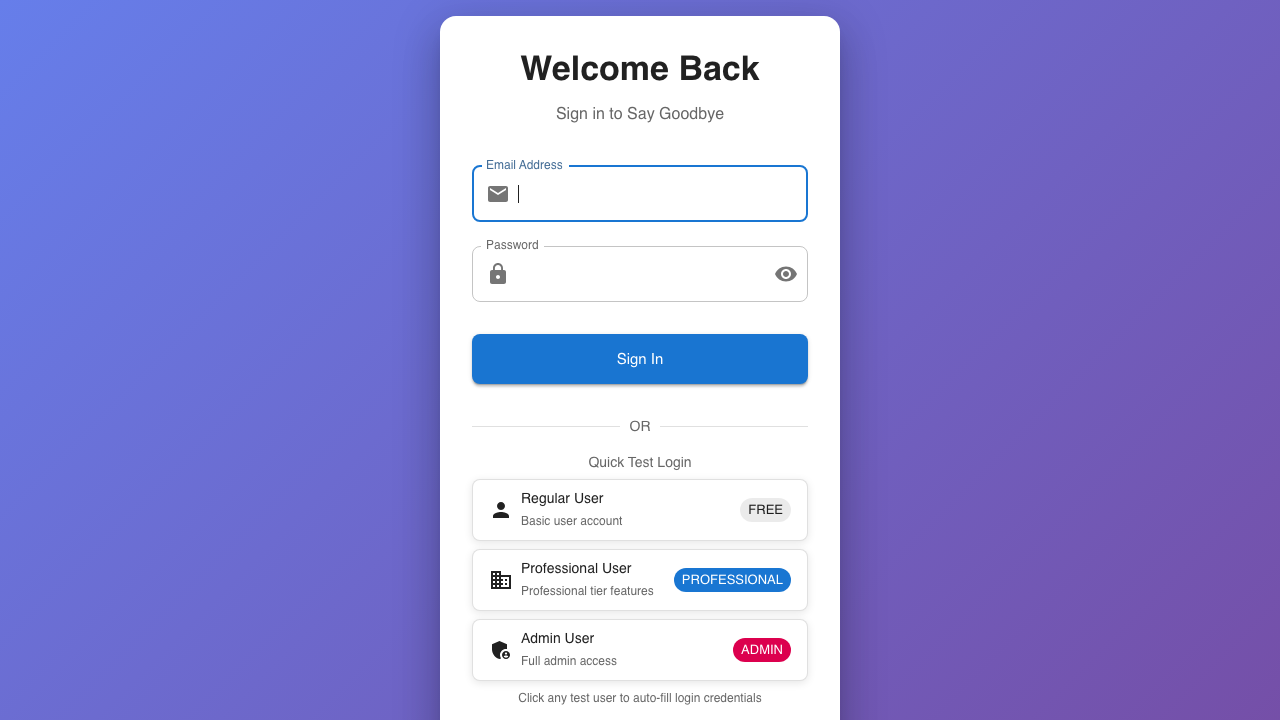 Welcome Back
Sign in to Say Goodbye
Email Address
Password
Sign In
OR
Quick Test Login
Regular User
Basic user account
FREE
Professional User
Professional tier features
PROFESSIONAL
Admin User
Full admin access
ADMIN
Click any test user to auto-fill login credentials